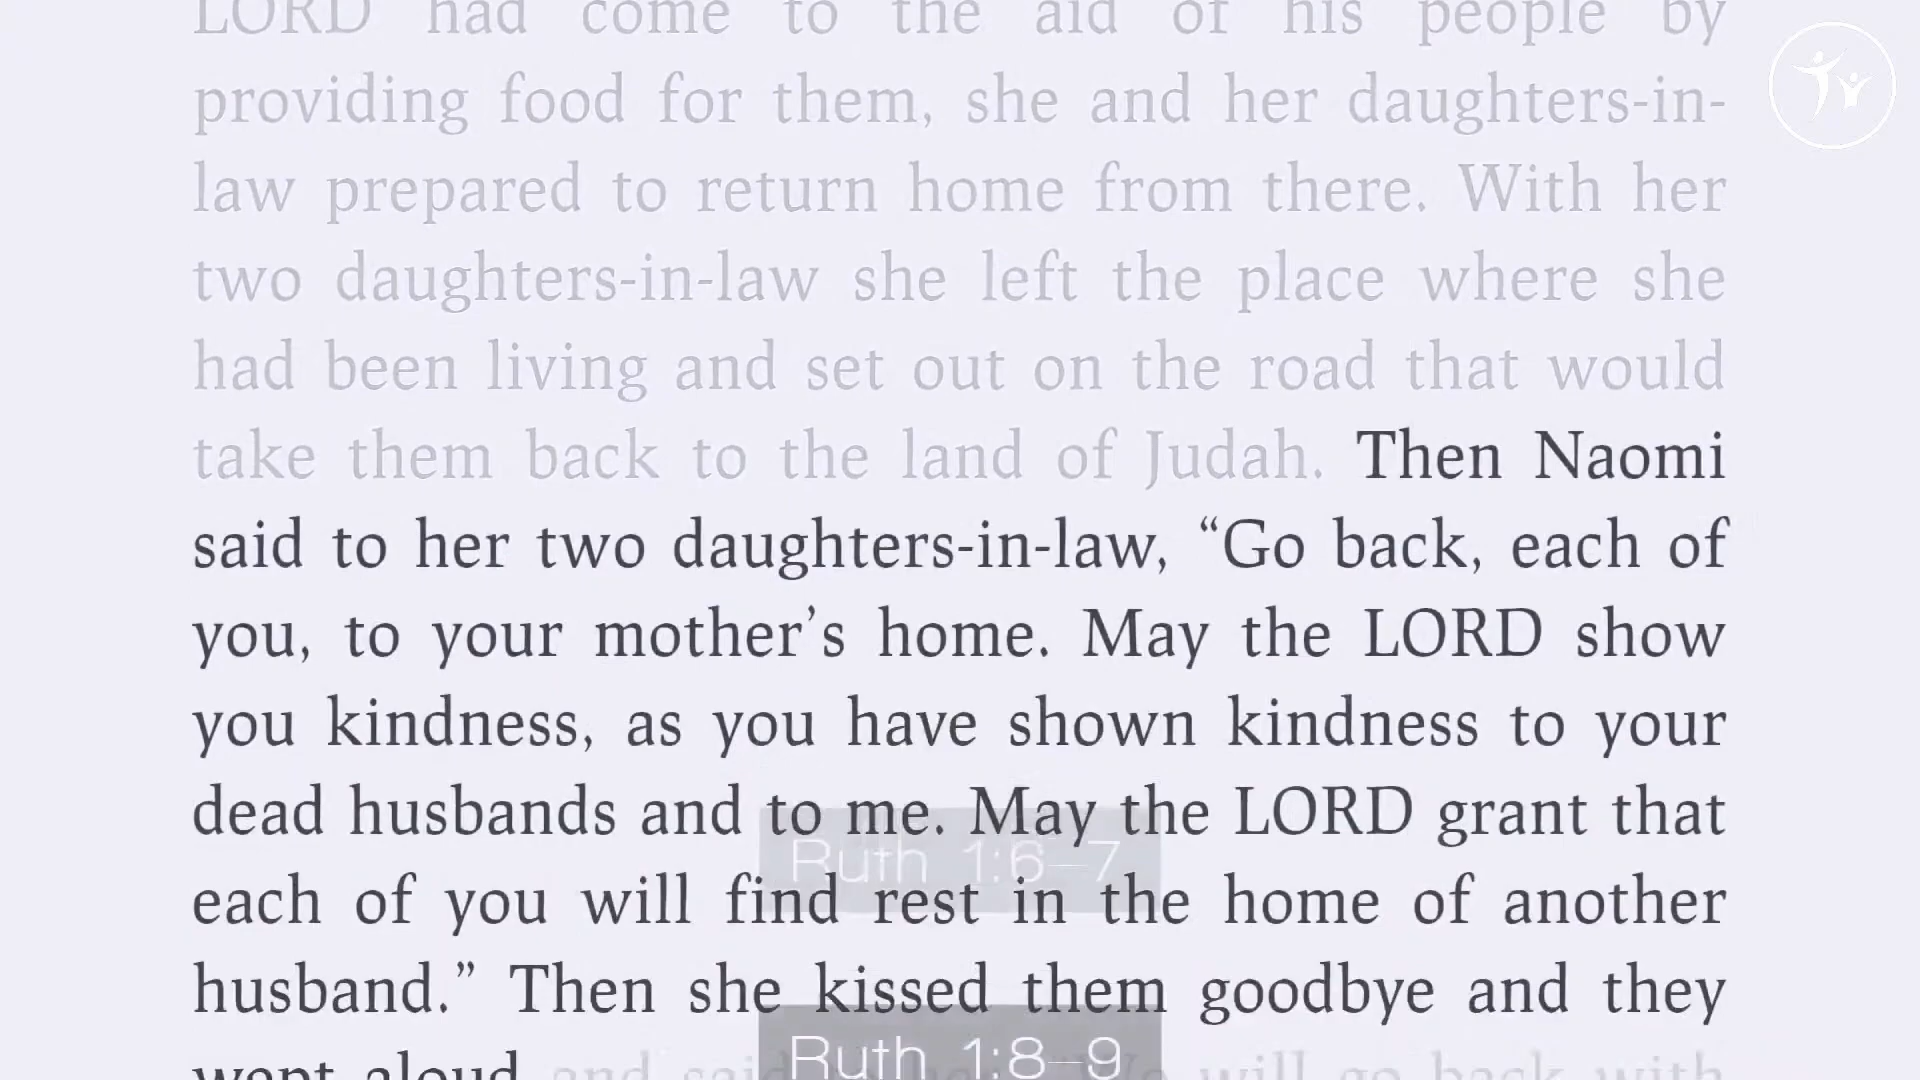 LORD had come to the aid of his people by
providing food for them, she and her daughters-in-
law prepared to return home from there. With her
two daughters-in-law she left the place where she
had been living and set out on the road that would
take them back to the land of Judah. Then Naomi
said to her two daughters-in-law, “Go back, each of
you, to your mother’s home. May the LORD show
you kindness, as you have shown kindness to your
dead husbands and to me. May the LORD grant that
Ruth 1:6–7
each of you will find rest in the home of another
husband.” Then she kissed them goodbye and they
wept aloud and said will go back with
Ruth 1:8–9